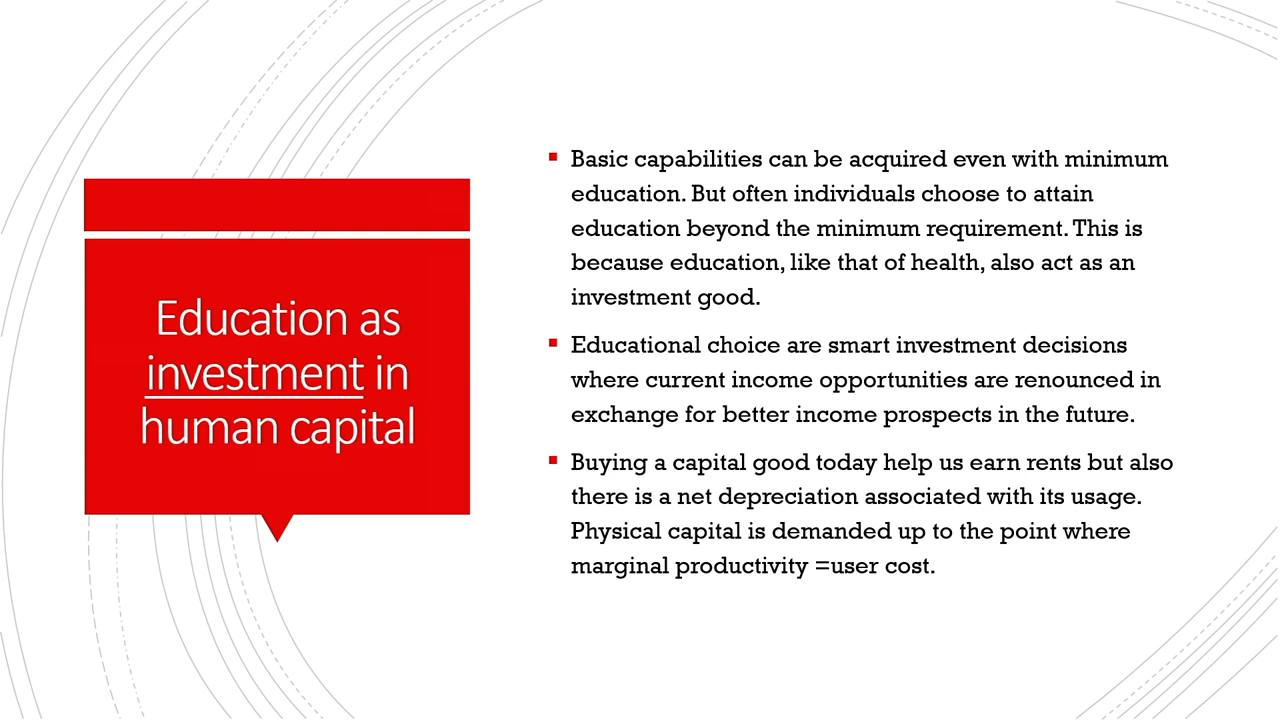 Education as
investment in
human capital
Basic capabilities can be acquired even with minimum
education. But often individuals choose to attain
education beyond the minimum requirement. This is
because education, like that of health, also act as an
investment good.
Educational choice are smart investment decisions
where current income opportunities are renounced in
exchange for better income prospects in the future.
Buying a capital good today help us earn rents but also
there is a net depreciation associated with its usage.
Physical capital is demanded up to the point where
marginal productivity =user cost.